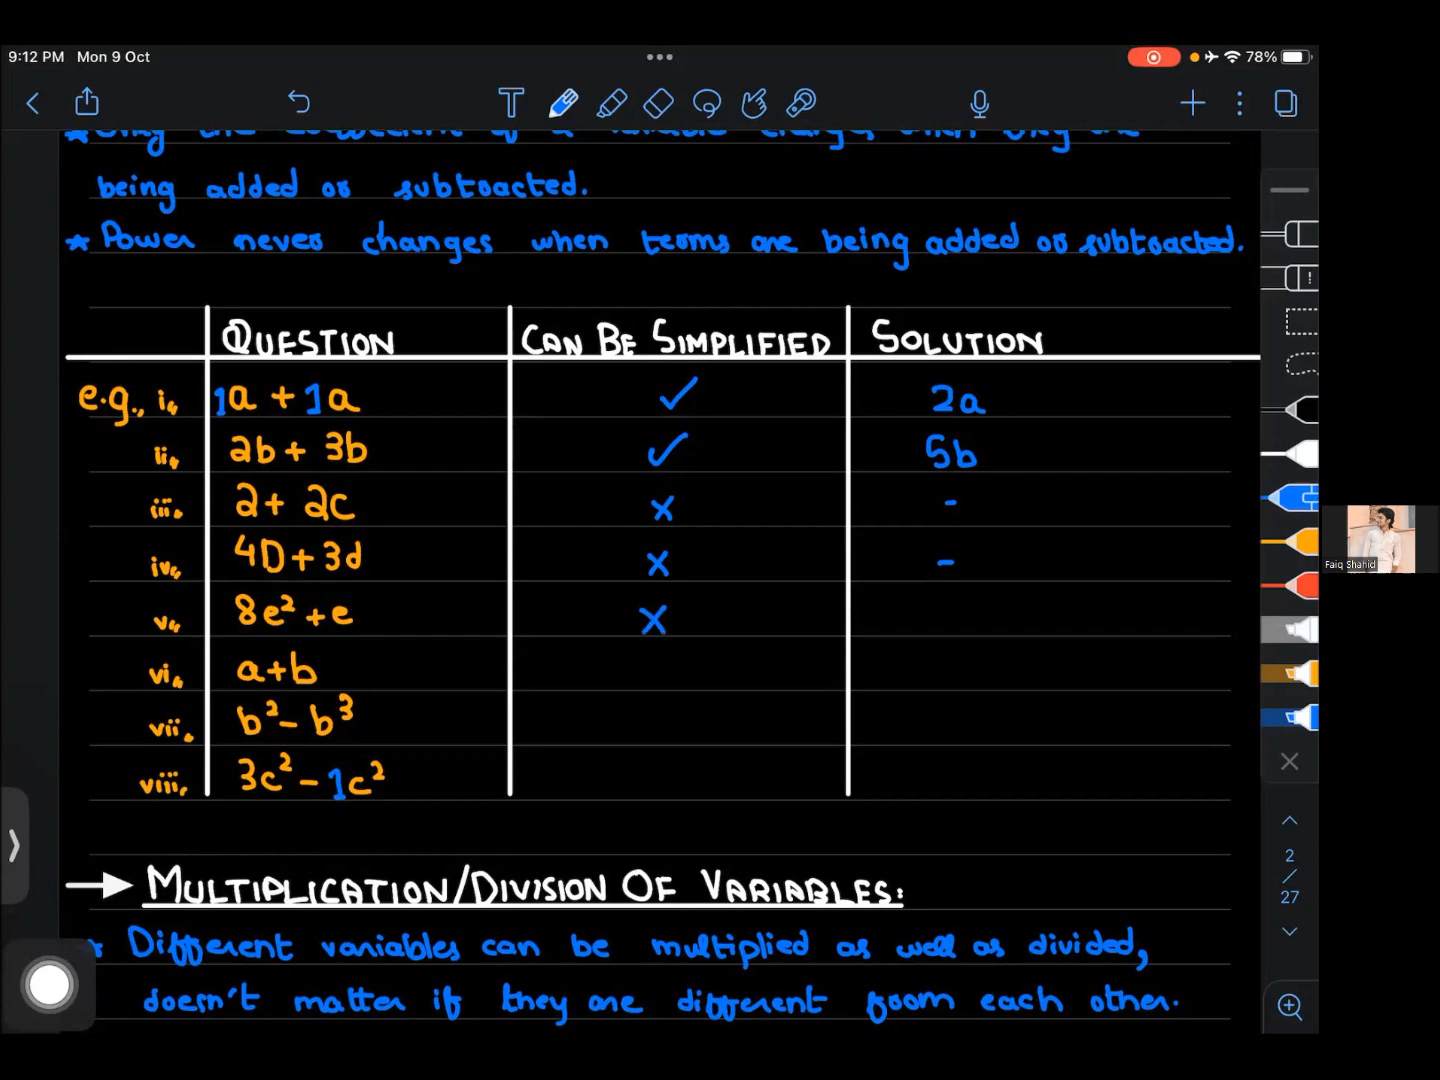 9:12 PM Mon 9 Oct
78%
being added or subtracted.
* Power never changes when terms are being added or subtracted.
QUESTION CAN BE SIMPLIFIED SOLUTION
e.g., i. 1a + 1a ✓ 2a
ii. 2b + 3b ✓ 5b
iii. 2 + 2c x -
iv. 4D + 3d x -
v. 8e² + e x
vi. a + b
vii. b² - b³
viii. 3c² - 1c²
→ MULTIPLICATION/DIVISION OF VARIABLES:
* Different variables can be multiplied as well as divided,
doesn't matter if they are different from each other.
2
/
27
Faiq Shahid